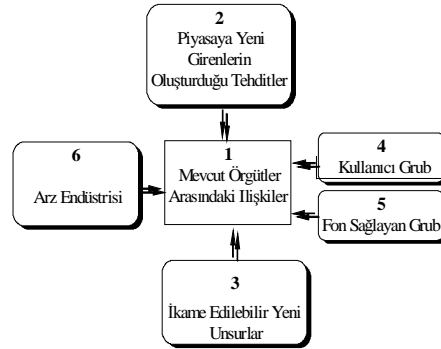 2
Piyasaya Yeni
Girenlerin
Oluşturduğu Tehditler
6
Arz Endüstrisi
1
Mevcut Örgütler
Arasındaki Ilişkiler
4
Kullanıcı Grub
5
Fon Sağlayan Grub
3
İkame Edilebilir Yeni
Unsurlar